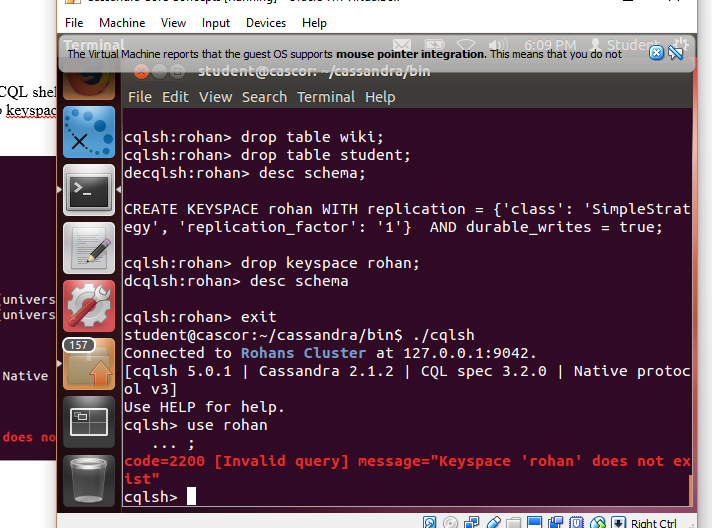 File Machine View Input Devices Help
Terminal
6:09 PM Student
The Virtual Machine reports that the guest OS supports mouse pointer integration. This means that you do not
student@cascor: ~/cassandra/bin
File Edit View Search Terminal Help
CQL shel
keyspac
cqlsh:rohan> drop table wiki;
cqlsh:rohan> drop table student;
decqlsh:rohan> desc schema;
CREATE KEYSPACE rohan WITH replication = {'class': 'SimpleStrat
egy', 'replication_factor': '1'}  AND durable_writes = true;
cqlsh:rohan> drop keyspace rohan;
dcqlsh:rohan> desc schema
cqlsh:rohan> exit
student@cascor:~/cassandra/bin$ ./cqlsh
Connected to Rohans Cluster at 127.0.0.1:9042.
[cqlsh 5.0.1 | Cassandra 2.1.2 | CQL spec 3.2.0 | Native protoc
ol v3]
Use HELP for help.
cqlsh> use rohan
   ... ;
code=2200 [Invalid query] message="Keyspace 'rohan' does not ex
ist"
cqlsh>
157
univers
univers
Native
does no
Right Ctrl